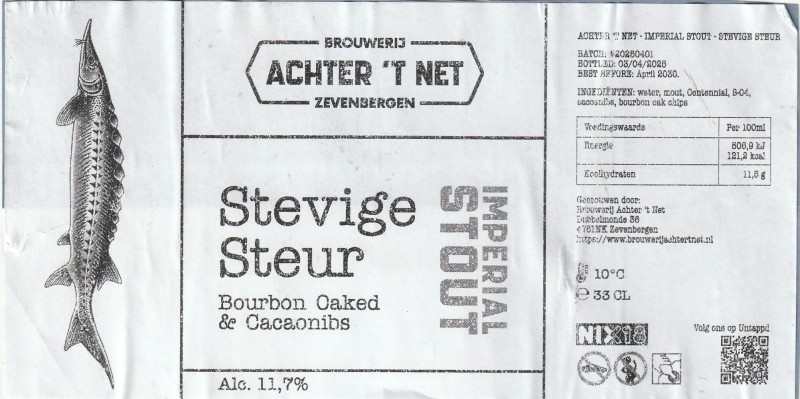 BROUWERIJ
ACHTER 'T NET
ZEVENBERGEN
Stevige
Steur
Bourbon Oaked
& Cacaonibs
IMPERIAL
STOUT
Alc. 11,7%
ACHTER 'T NET - IMPERIAL STOUT - STEVIGE STEUR
BATCH: #20250401
BOTTLED: 03/04/2025
BEST BEFORE: April 2030.
INGREDIËNTEN: water, mout, Centennial, S-04,
cacaonibs, bourbon oak chips
Voedingswaarde Per 100ml
Energie 506,9 kJ
121,2 kcal
Koolhydraten 11,5 g
Gebrouwen door:
Brouwerij Achter 't Net
Dubbelmonde 36
4761NK Zevenbergen
https://www.brouwerijachtertnet.nl
10°C
e 33 CL
NIX18
Volg ons op Untappd